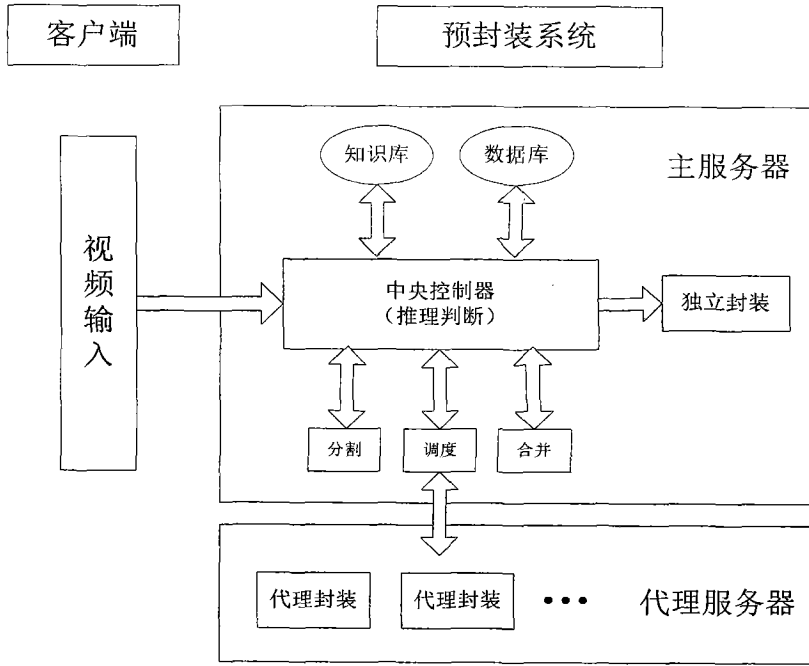 客户端
预封装系统
知识库
数据库
主服务器
视频输入
中央控制器
（推理判断）
独立封装
分割
调度
合并
代理封装
代理封装
•••
代理服务器